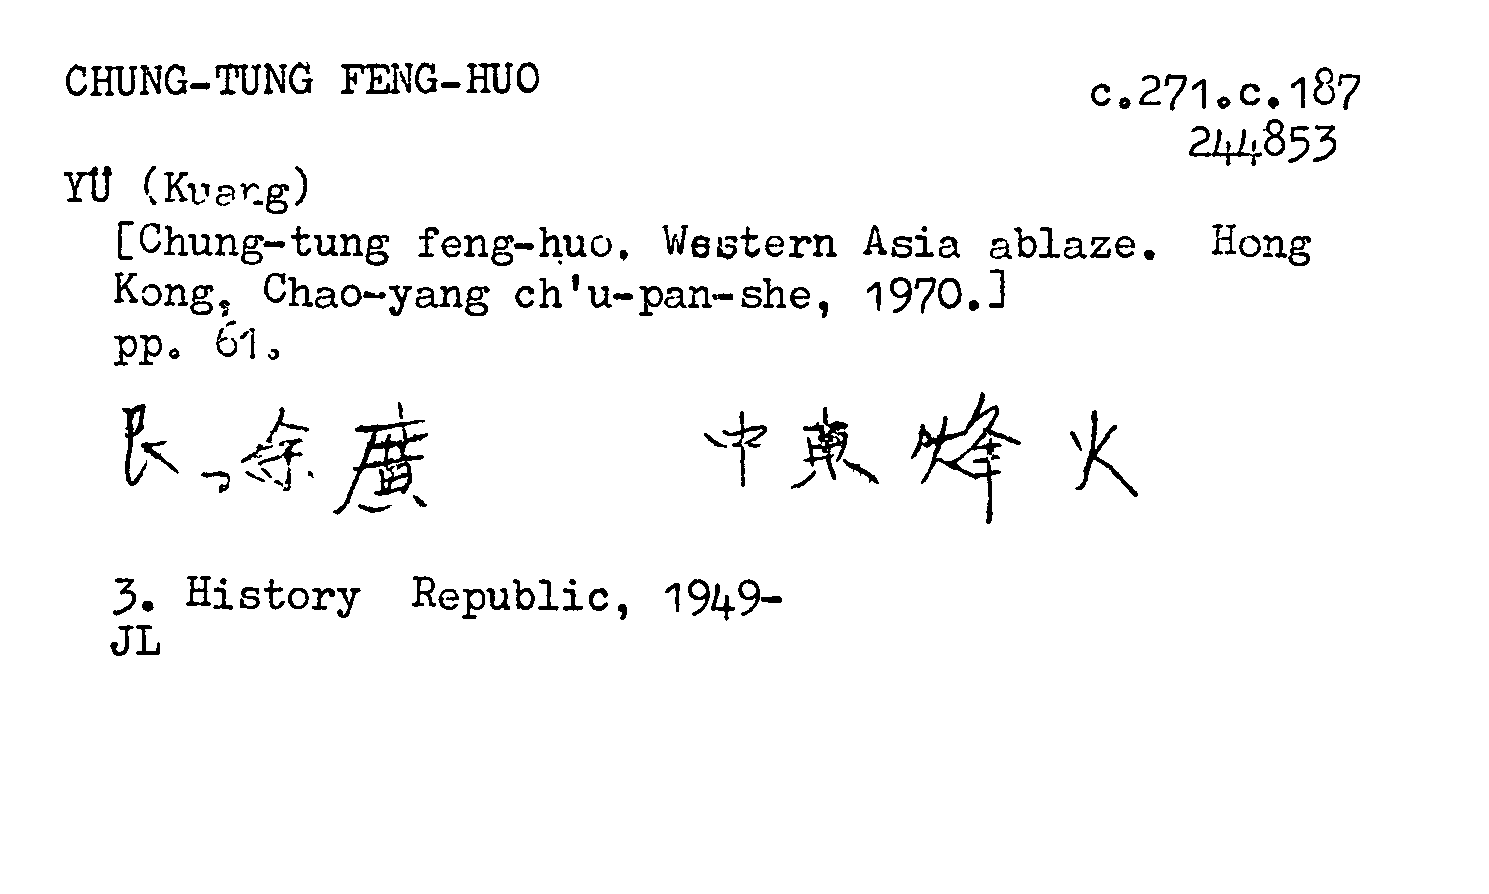 CHUNG-TUNG FENG-HUO
c.271.c.187
244853
YÜ (Kuang)
[Chung-tung feng-huo. Western Asia ablaze. Hong
Kong, Chao-yang ch'u-pan-she, 1970.]
pp. 61.
余廣 中東烽火
3. History Republic, 1949-
JL